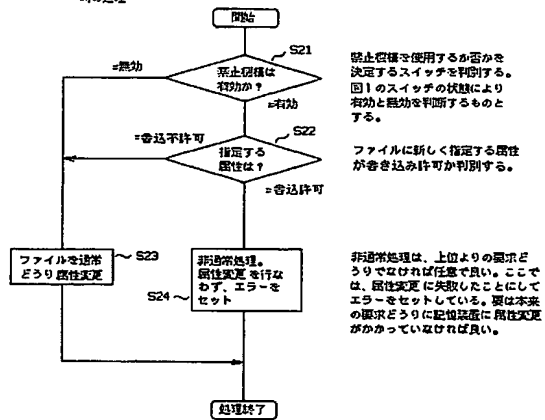 時の処理
開始
S21
禁止機構は
有効か？
=無効
=有効
禁止機構を使用するか否かを
決定するスイッチを判別する。
図１のスイッチの状態により
有効と無効を判断するものと
する。
S22
指定する
属性は？
=書込不許可
=書込許可
ファイルに新しく指定する属性
が書き込み許可か判別する。
ファイルを通常
どうり属性変更
S23
非通常処理。
属性変更を行な
わず、エラーを
セット
S24
非通常処理は、上位よりの要求ど
うりでなければ任意で良い。ここで
は、属性変更に失敗したことにして
エラーをセットしている。要は本来
の要求どうりに記憶装置に属性変更
がかかっていなければ良い。
処理終了